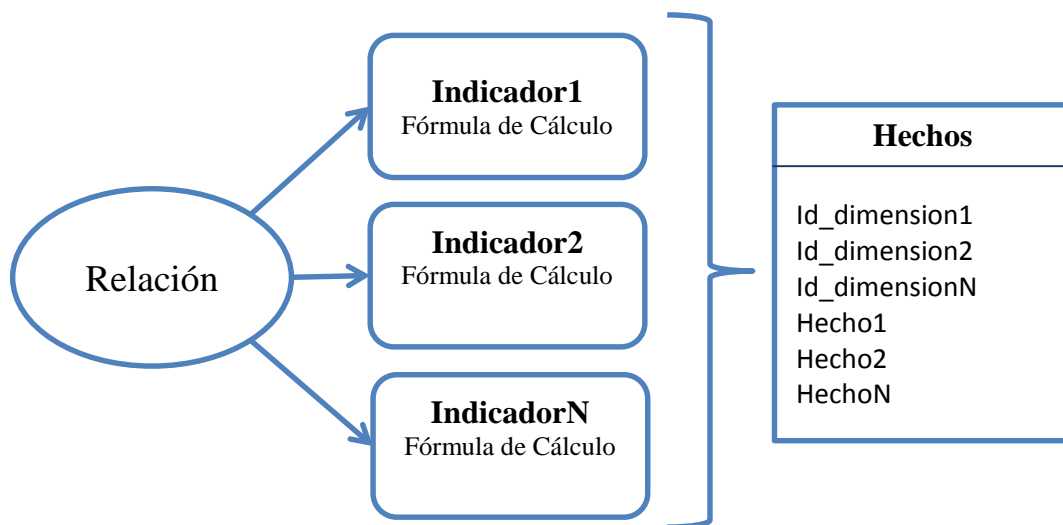 Relación
Indicador1
Fórmula de Cálculo
Indicador2
Fórmula de Cálculo
IndicadorN
Fórmula de Cálculo
Hechos
Id_dimension1
Id_dimension2
Id_dimensionN
Hecho1
Hecho2
HechoN